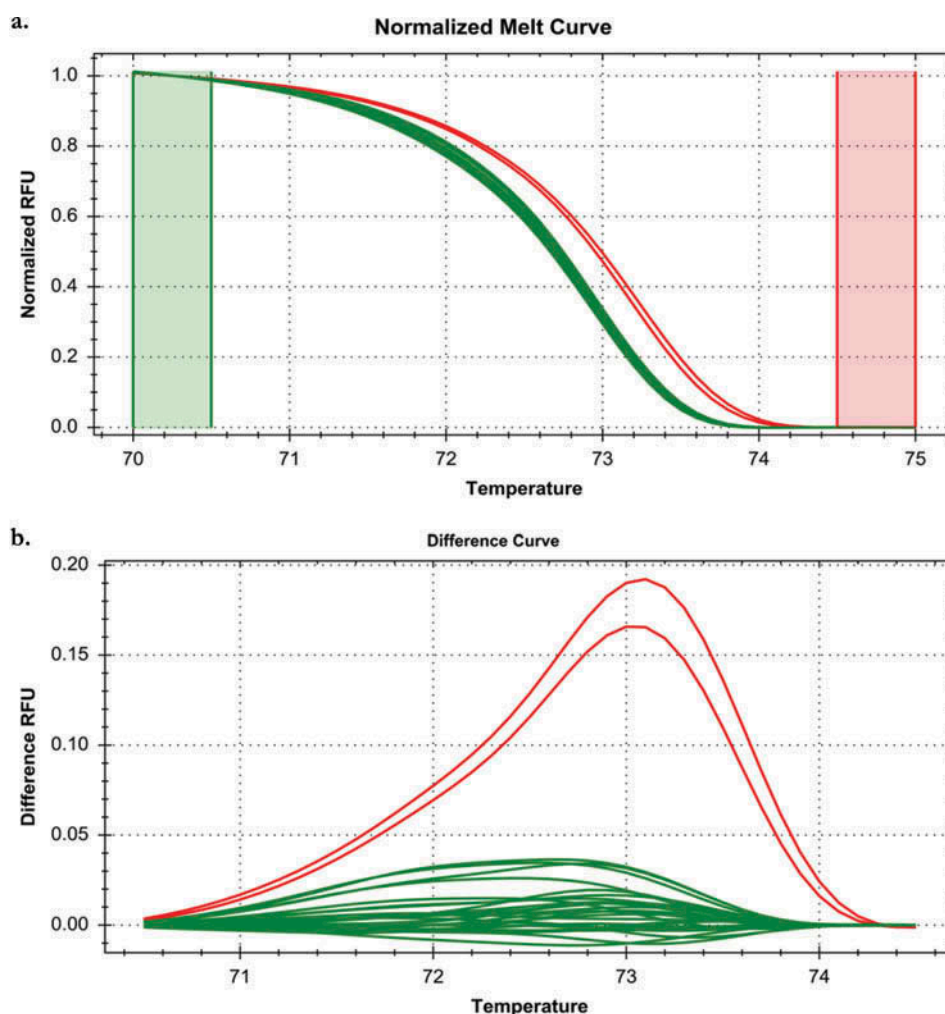 a.
Normalized Melt Curve
1.0
0.8
0.6
0.4
0.2
0.0
Normalized RFU
70 71 72 73 74 75
Temperature
b.
Difference Curve
0.20
0.15
0.10
0.05
0.00
Difference RFU
71 72 73 74
Temperature